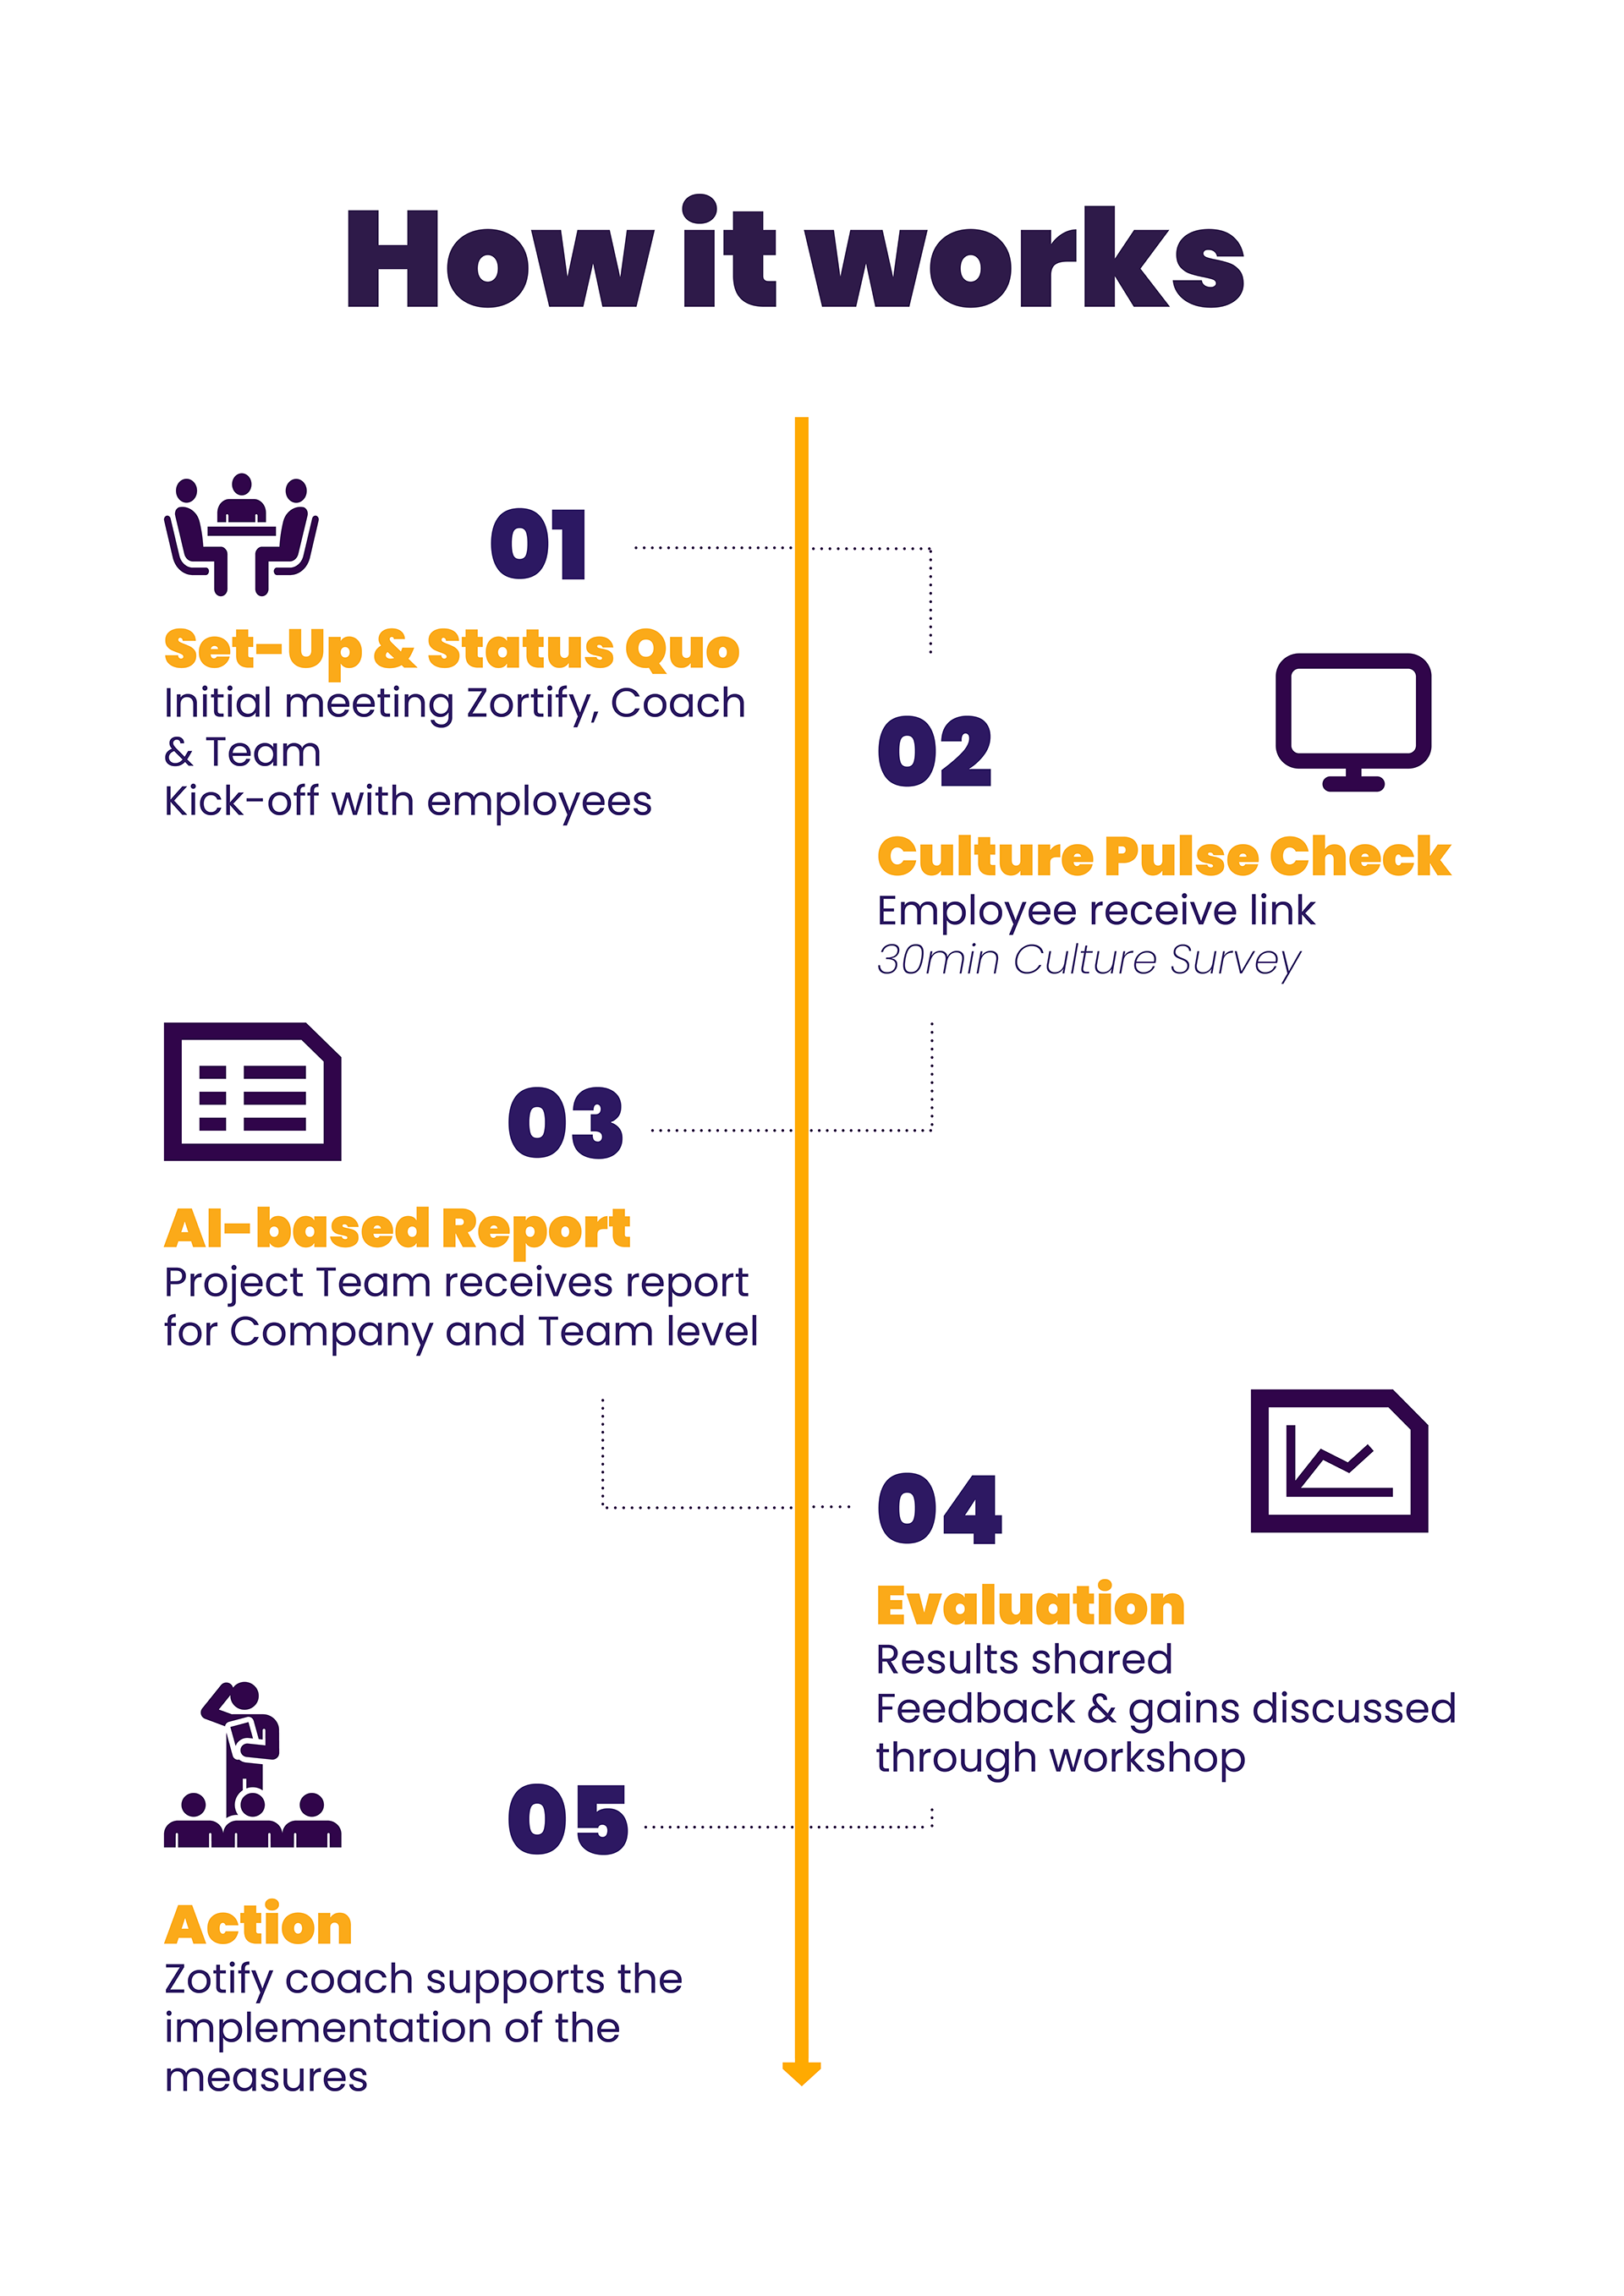 How it works
01
Set-Up & Status Quo
Initial meeting Zortify, Coach
& Team
Kick-off with employees
02
Culture Pulse Check
Employee receive link
30min Culture Survey
03
AI-based Report
Project Team receives report
for Company and Team level
04
Evaluation
Results shared
Feedback & gains discussed
through workshop
05
Action
Zotify coach supports the
implementation of the
measures